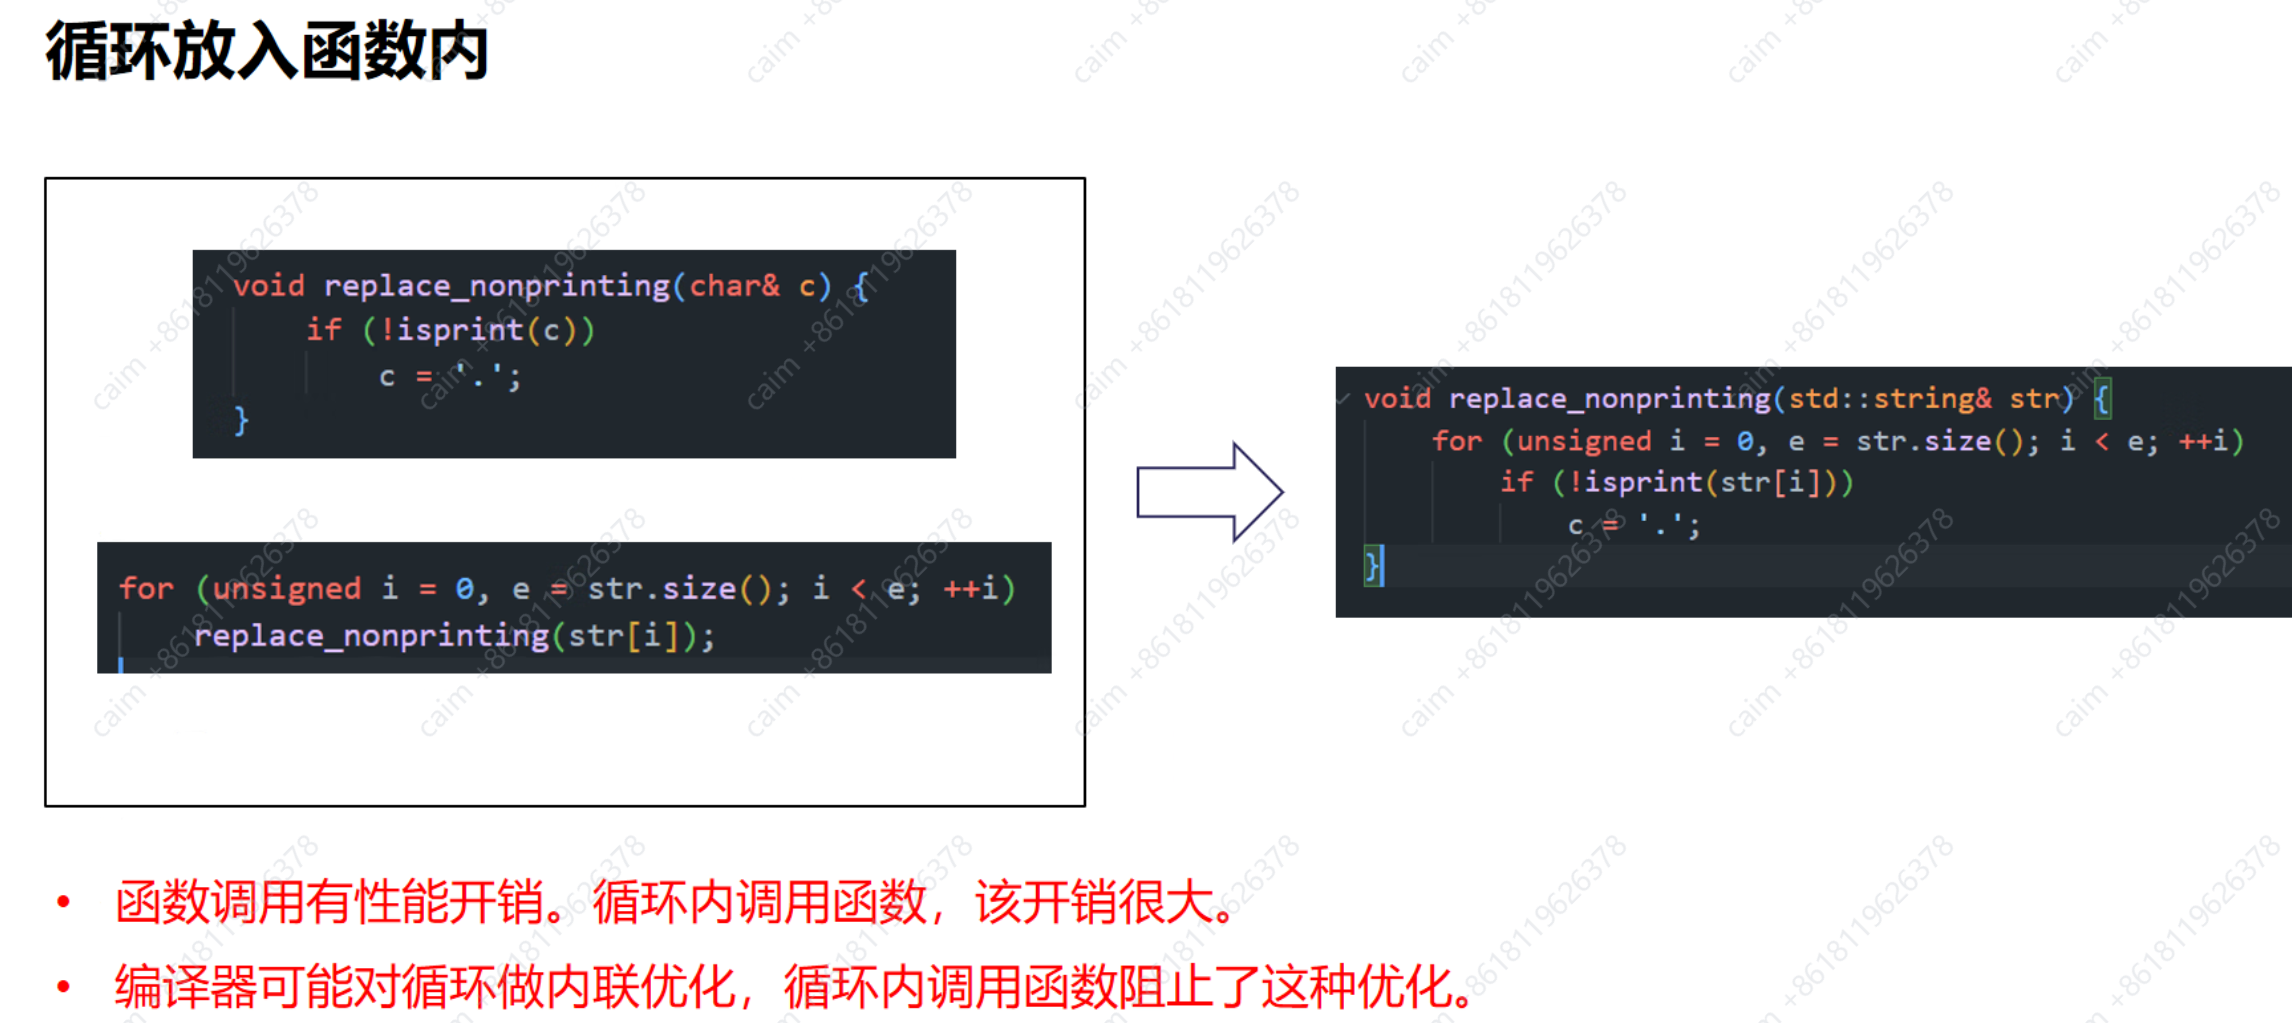 循环放入函数内
void replace_nonprinting(char& c) {
if (!isprint(c))
c = '.';
}
for (unsigned i = 0, e = str.size(); i < e; ++i)
replace_nonprinting(str[i]);
void replace_nonprinting(std::string& str) {
for (unsigned i = 0, e = str.size(); i < e; ++i)
if (!isprint(str[i]))
c = '.';
}
• 函数调用有性能开销。循环内调用函数，该开销很大。
• 编译器可能对循环做内联优化，循环内调用函数阻止了这种优化。
caim +8618119626378